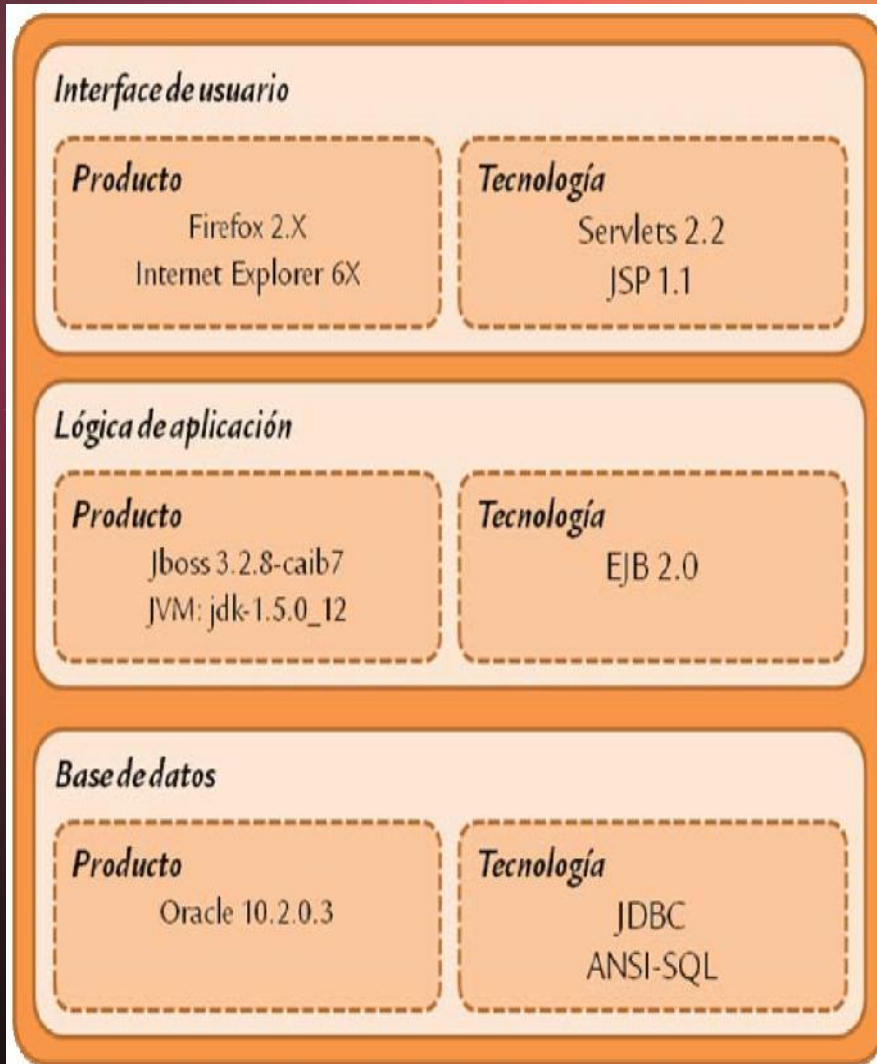 Interface de usuario
Producto
Firefox 2.X
Internet Explorer 6X
Tecnología
Servlets 2.2
JSP 1.1
Lógica de aplicación
Producto
Jboss 3.2.8-caib7
JVM: jdk-1.5.0_12
Tecnología
EJB 2.0
Base de datos
Producto
Oracle 10.2.0.3
Tecnología
JDBC
ANSI-SQL